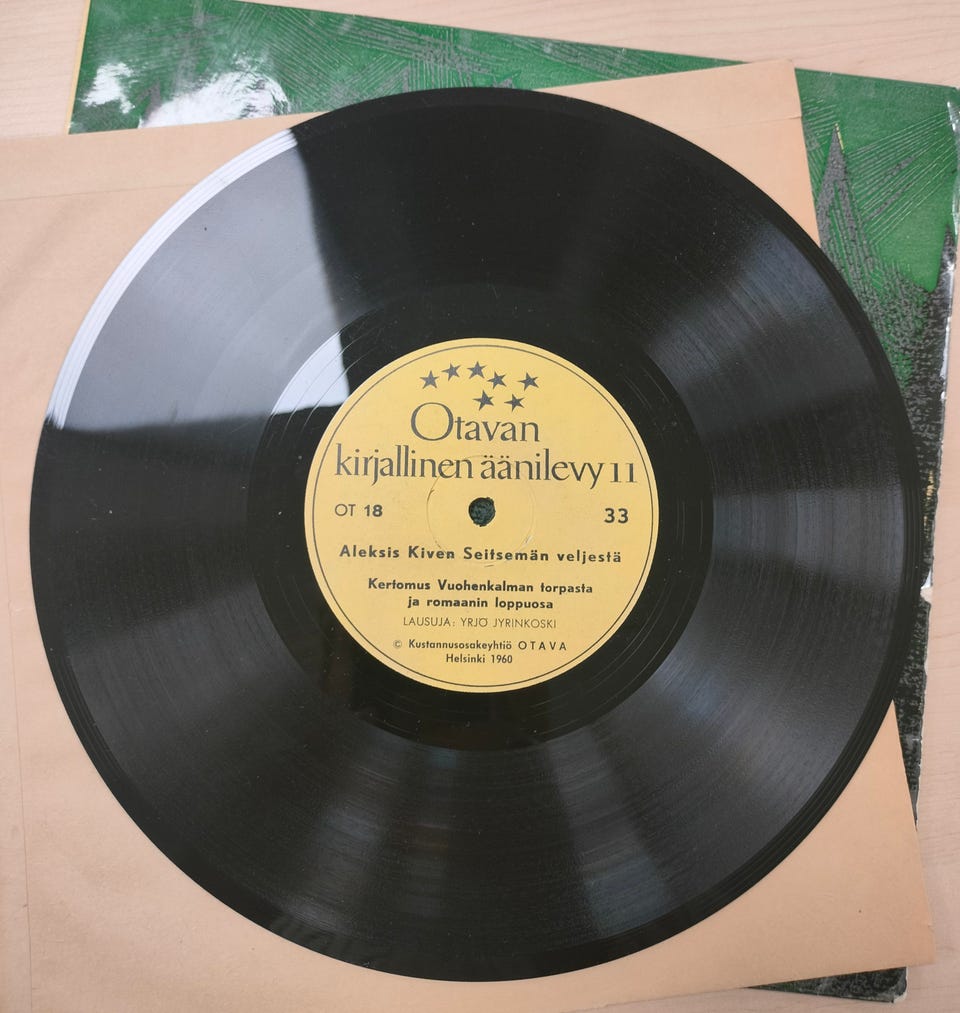 Otavan
kirjallinen äänilevy 11
OT 18
33
Aleksis Kiven Seitsemän veljestä
Kertomus Vuohenkalman torpasta
ja romaanin loppuosa
LAUSUJA: YRJÖ JYRINKOSKI
© Kustannusosakeyhtiö OTAVA
Helsinki 1960